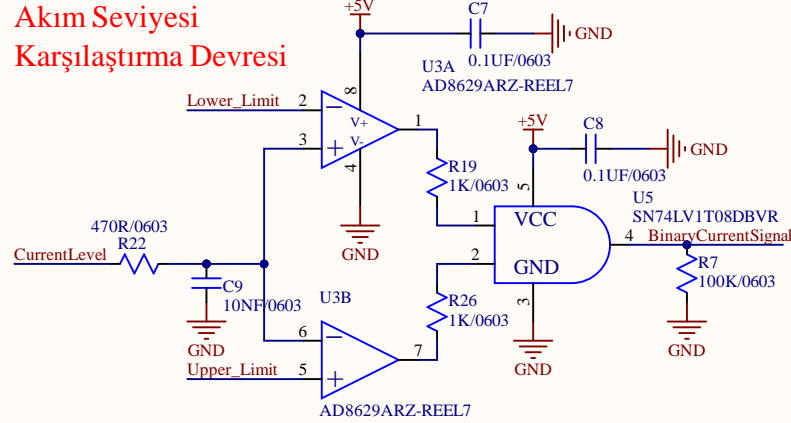 Akım Seviyesi
Karşılaştırma Devresi
+5V
C7
GND
0.1UF/0603
U3A
AD8629ARZ-REEL7
Lower_Limit
2
8
V+
V-
1
3
4
GND
+5V
C8
GND
0.1UF/0603
R19
1K/0603
5
U5
SN74LV1T08DBVR
1
VCC
4
BinaryCurrentSignal
2
GND
3
GND
R7
100K/0603
GND
470R/0603
R22
CurrentLevel
C9
10NF/0603
GND
U3B
R26
1K/0603
6
7
Upper_Limit
5
AD8629ARZ-REEL7